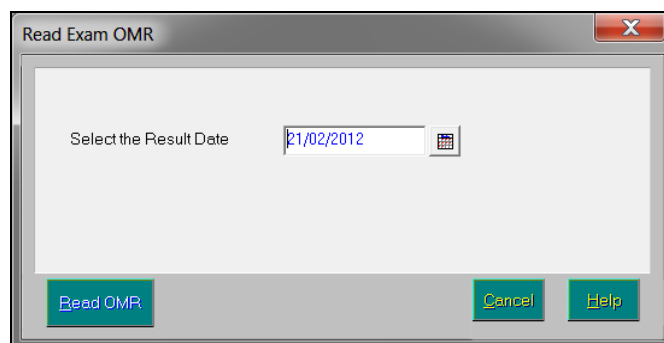 Read Exam OMR
Select the Result Date 21/02/2012
Read OMR Cancel Help